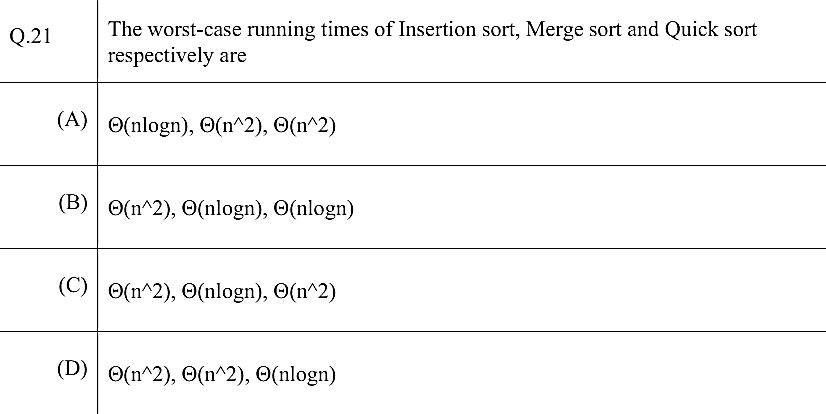 Q.21
The worst-case running times of Insertion sort, Merge sort and Quick sort
respectively are
(A) Θ(nlogn), Θ(n^2), Θ(n^2)
(B) Θ(n^2), Θ(nlogn), Θ(nlogn)
(C) Θ(n^2), Θ(nlogn), Θ(n^2)
(D) Θ(n^2), Θ(n^2), Θ(nlogn)